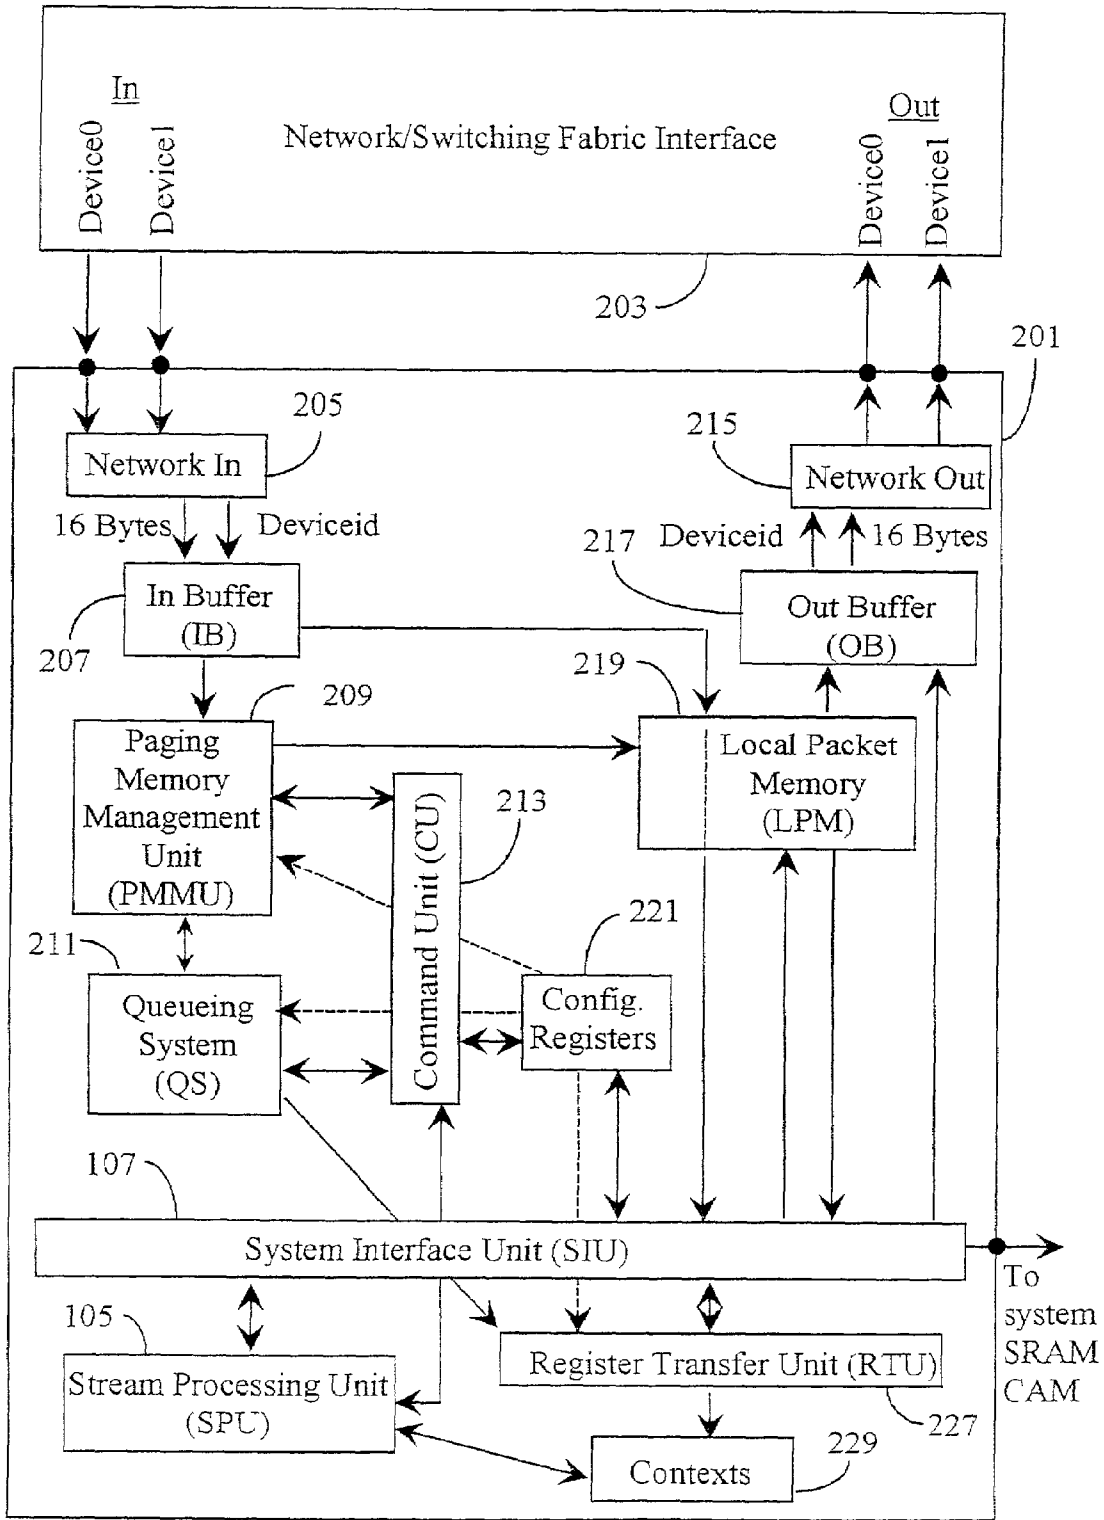 In
Device0
Device1
Network/Switching Fabric Interface
Out
Device0
Device1
203
201
205
Network In
215
Network Out
16 Bytes
Deviceid
217
Deviceid
16 Bytes
In Buffer
(IB)
207
Out Buffer
(OB)
219
209
Paging
Memory
Management
Unit
(PMMU)
Local Packet
Memory
(LPM)
213
Command Unit (CU)
211
Queueing
System
(QS)
221
Config.
Registers
107
System Interface Unit (SIU)
To
system
SRAM
CAM
105
Stream Processing Unit
(SPU)
Register Transfer Unit (RTU)
227
Contexts
229